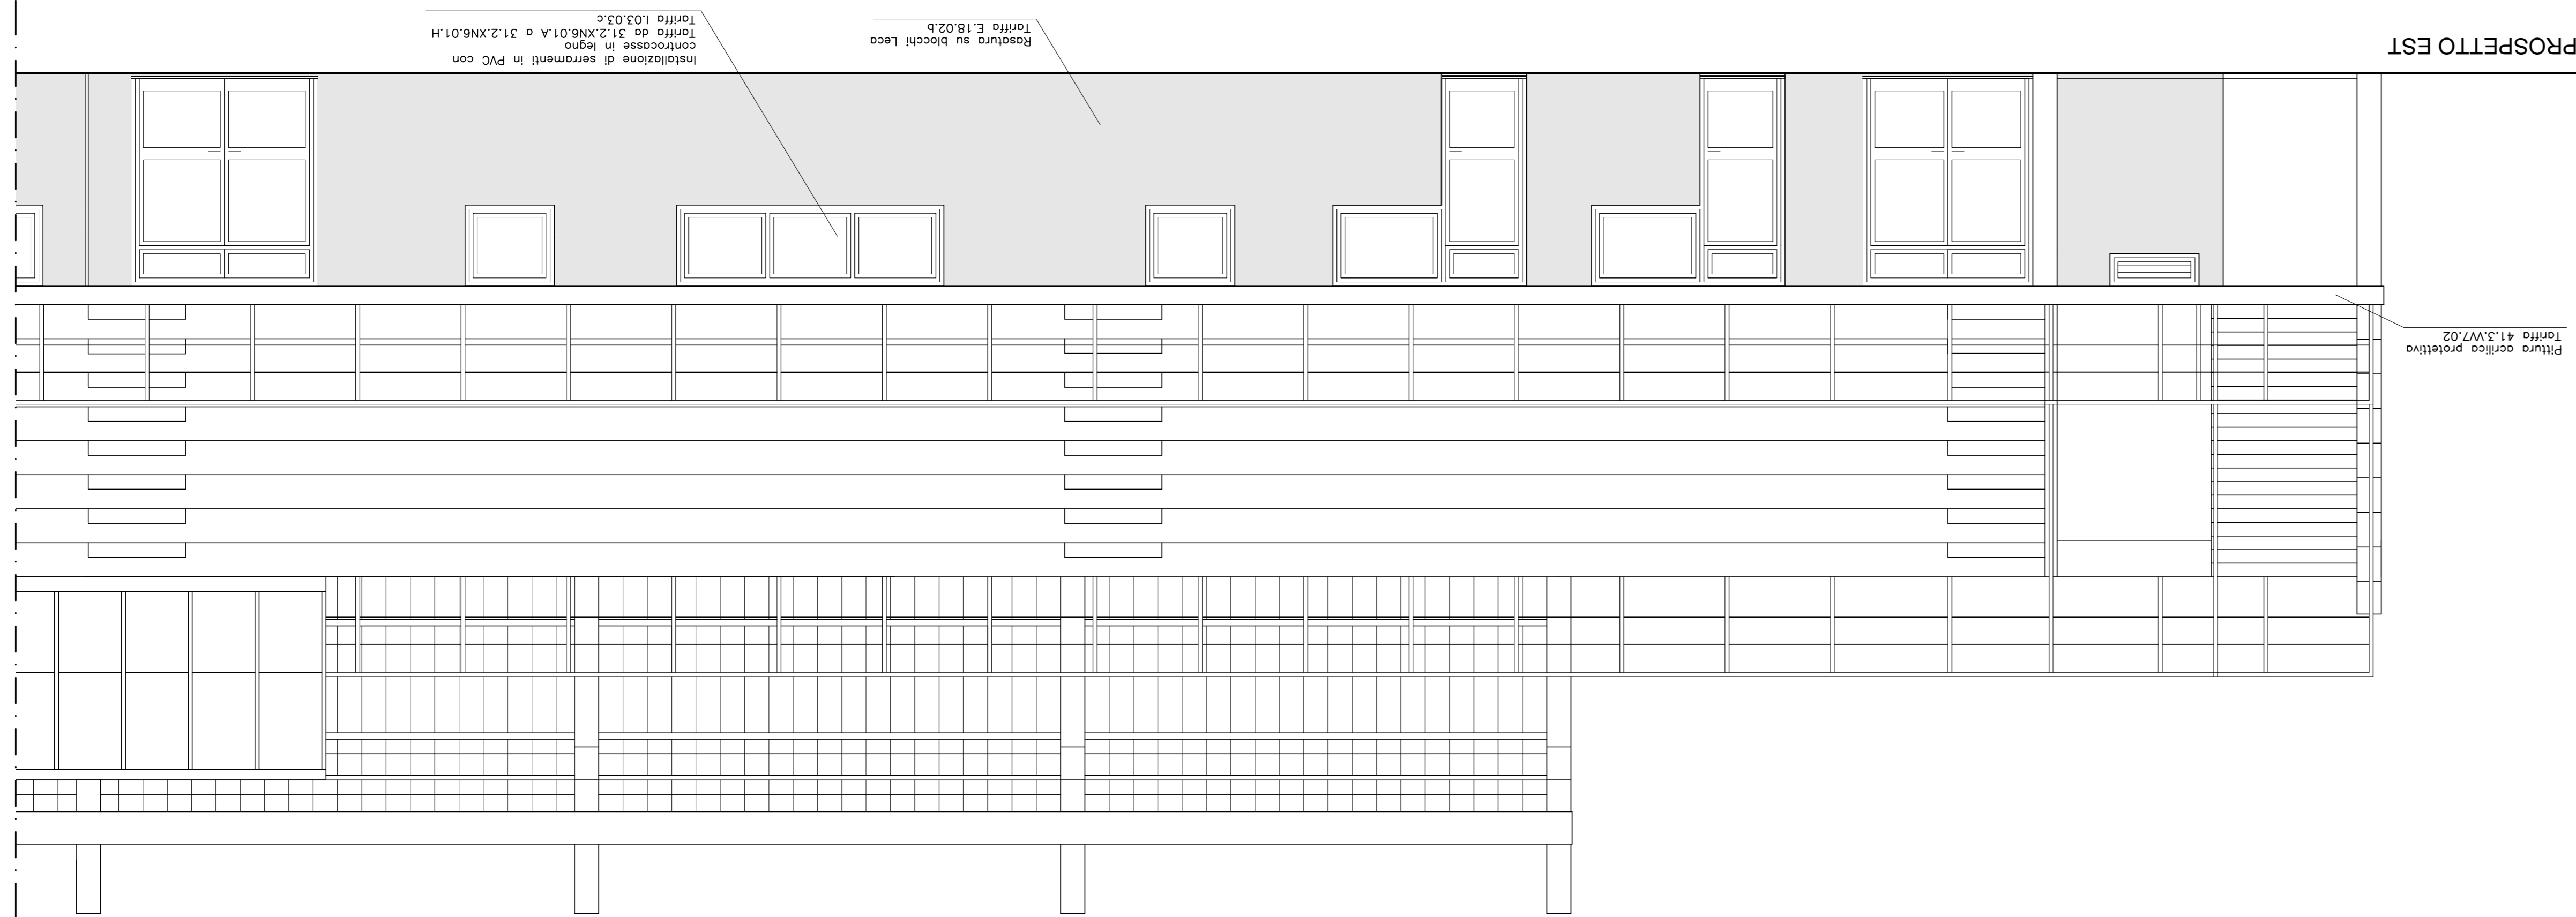 Pittura acrilica protettiva
Tariffa 41.3.VV7.02
PROSPETTO EST
Rasatura su blocchi Leca
Tariffa E.18.02.b
Installazione di serramenti in PVC con
controcasse in legno
Tariffa da 31.2.XN6.01.A a 31.2.XN6.01.H
Tariffa I.03.03.c